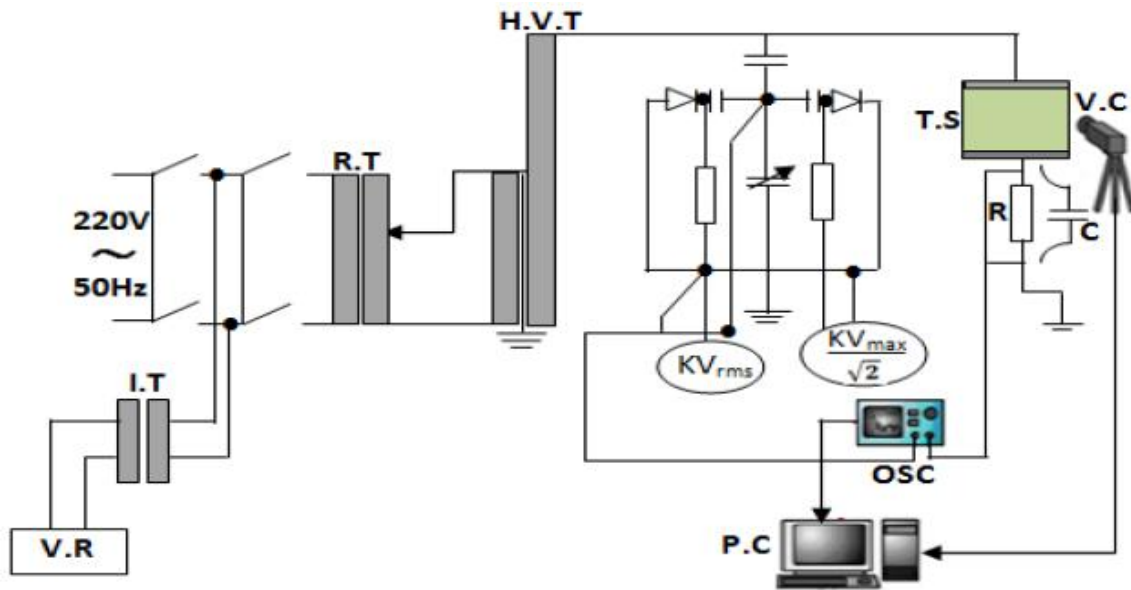 H.V.T
V.C
T.S
R.T
220V
~
50Hz
R
C
KVrms
KVmax
√2
I.T
OSC
V.R
P.C